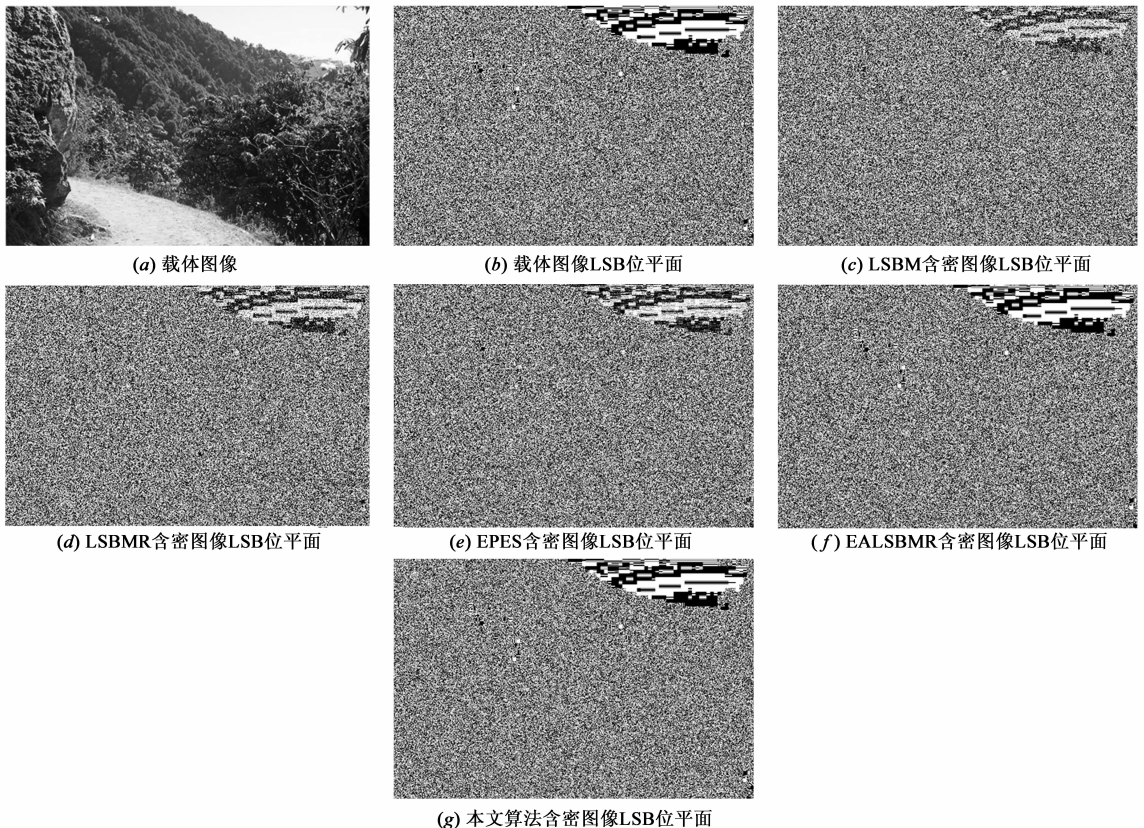 (a) 载体图像
(b) 载体图像LSB位平面
(c) LSBM含密图像LSB位平面
(d) LSBMR含密图像LSB位平面
(e) EPES含密图像LSB位平面
(f) EALSBMR含密图像LSB位平面
(g) 本文算法含密图像LSB位平面